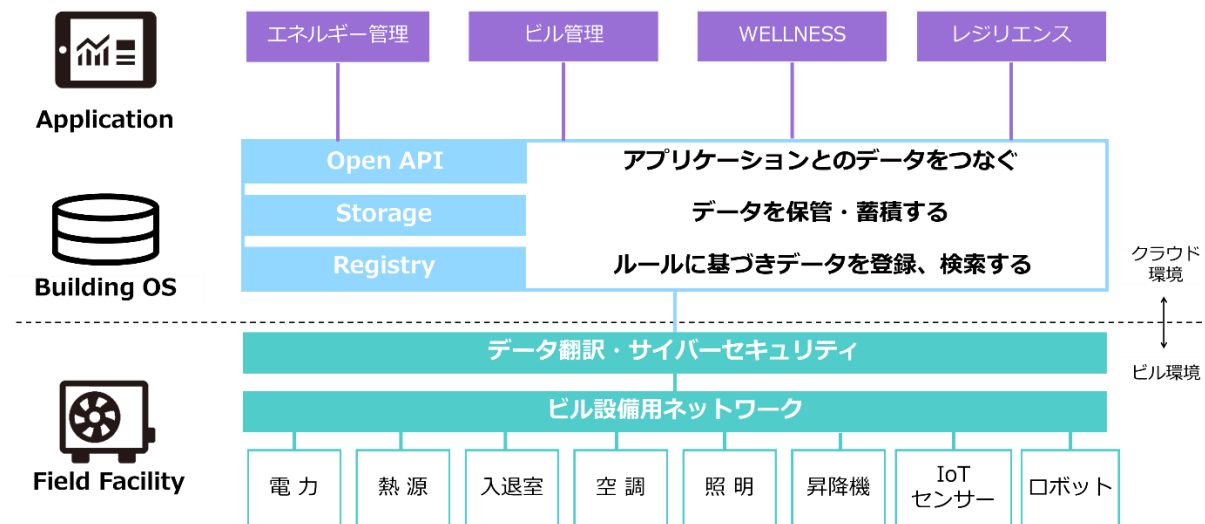 エネルギー管理
ビル管理
WELLNESS
レジリエンス
Application
Open API
アプリケーションとのデータをつなぐ
Storage
データを保管・蓄積する
Registry
ルールに基づきデータを登録、検索する
Building OS
クラウド
環境
データ翻訳・サイバーセキュリティ
ビル環境
ビル設備用ネットワーク
Field Facility
電 力
熱 源
入退室
空 調
照 明
昇降機
IoT
センサー
ロボット